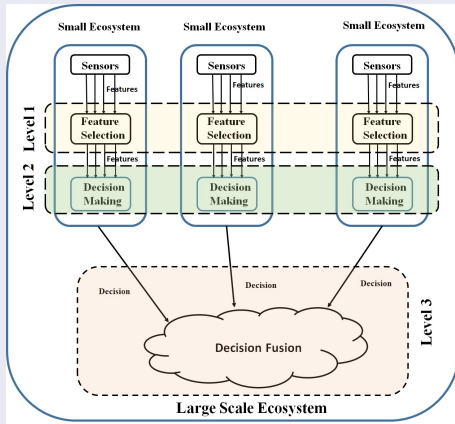 Small Ecosystem
Small Ecosystem
Small Ecosystem
Sensors
Sensors
Sensors
Features
Features
Features
Level 1
Feature
Selection
Feature
Selection
Feature
Selection
Features
Features
Features
Level 2
Decision
Making
Decision
Making
Decision
Making
Decision
Decision
Decision
Level 3
Decision Fusion
Large Scale Ecosystem